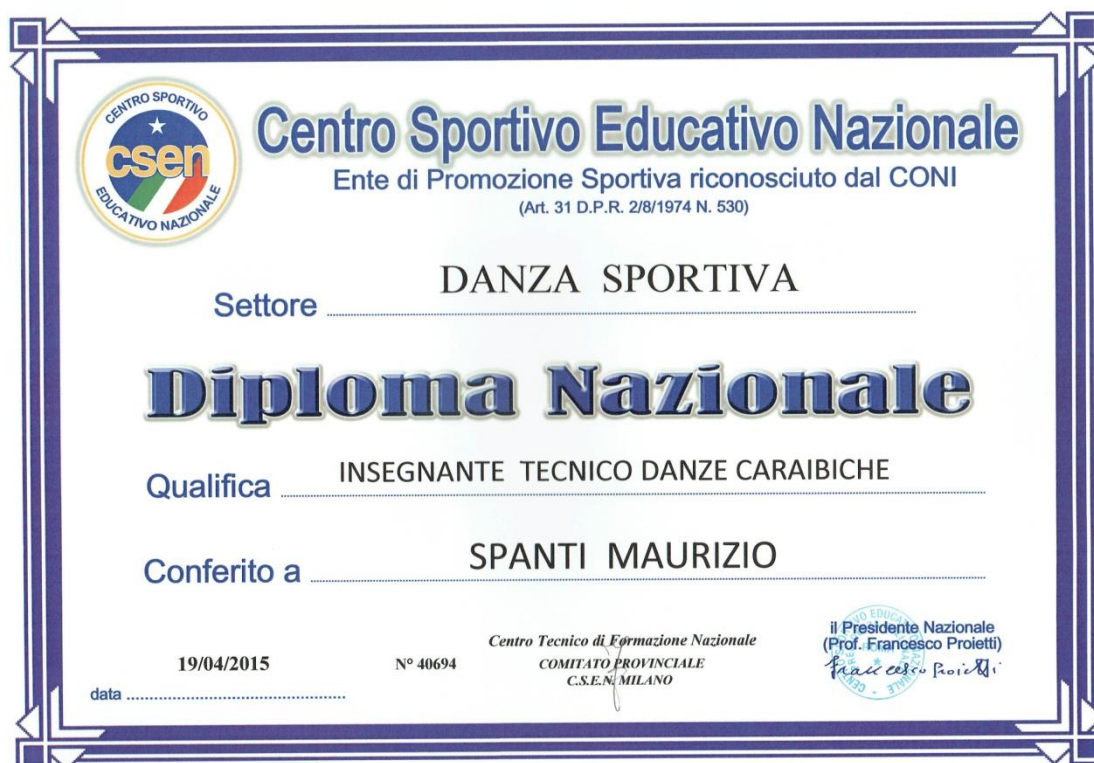 CENTRO SPORTIVO
csen
EDUCATIVO NAZIONALE
Centro Sportivo Educativo Nazionale
Ente di Promozione Sportiva riconosciuto dal CONI
(Art. 31 D.P.R. 2/8/1974 N. 530)
Settore DANZA SPORTIVA
Diploma Nazionale
Qualifica INSEGNANTE TECNICO DANZE CARAIBICHE
Conferito a SPANTI MAURIZIO
19/04/2015
data
N° 40694
Centro Tecnico di Formazione Nazionale
COMITATO PROVINCIALE
C.S.E.N. MILANO
il Presidente Nazionale
(Prof. Francesco Proietti)
Francesco Proietti